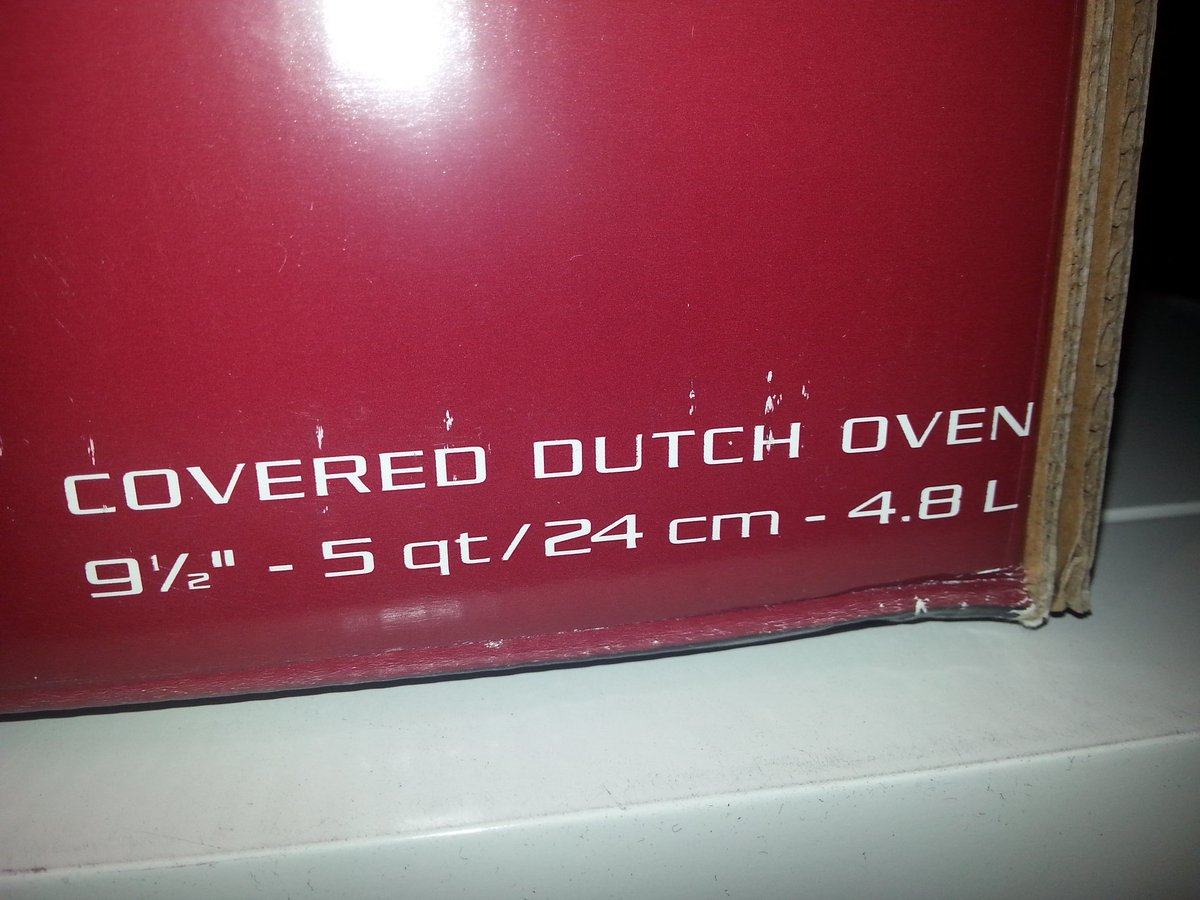 COVERED DUTCH OVEN
9½" - 5 qt/24 cm - 4.8 L